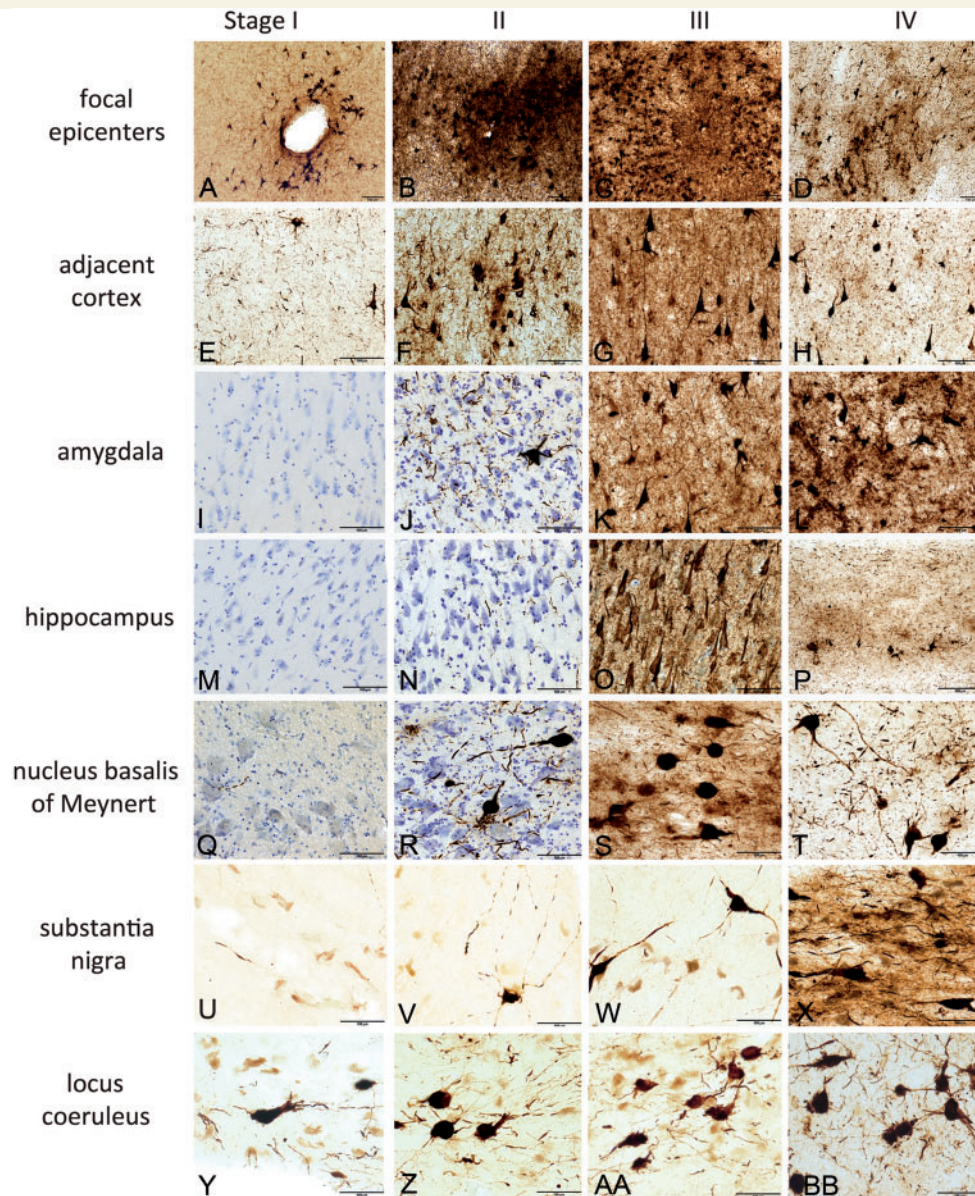 Stage I II III IV
focal
epicenters
A B C D
adjacent
cortex
E F G H
amygdala
I J K L
hippocampus
M N O P
nucleus basalis
of Meynert
Q R S T
substantia
nigra
U V W X
locus
coeruleus
Y Z AA BB